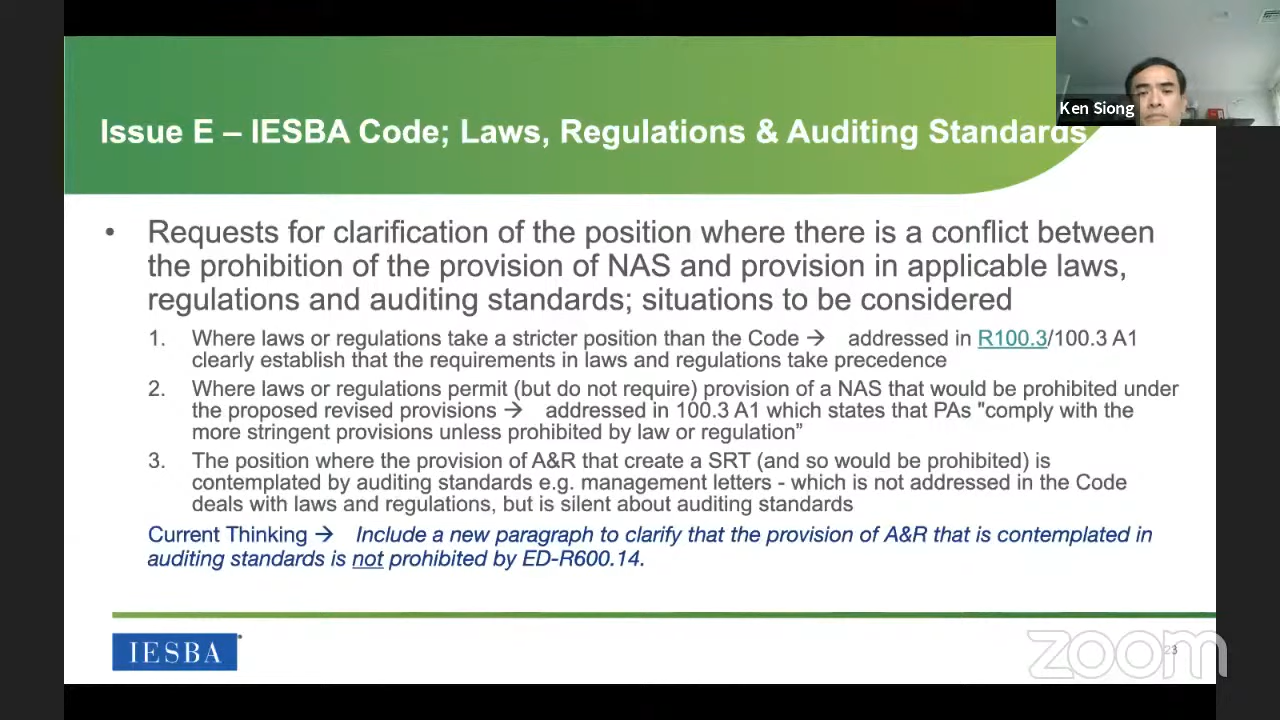 Ken Siong
Issue E – IESBA Code; Laws, Regulations & Auditing Standards
• Requests for clarification of the position where there is a conflict between
the prohibition of the provision of NAS and provision in applicable laws,
regulations and auditing standards; situations to be considered
1. Where laws or regulations take a stricter position than the Code → addressed in R100.3/100.3 A1
clearly establish that the requirements in laws and regulations take precedence
2. Where laws or regulations permit (but do not require) provision of a NAS that would be prohibited under
the proposed revised provisions → addressed in 100.3 A1 which states that PAs "comply with the
more stringent provisions unless prohibited by law or regulation”
3. The position where the provision of A&R that create a SRT (and so would be prohibited) is
contemplated by auditing standards e.g. management letters - which is not addressed in the Code
deals with laws and regulations, but is silent about auditing standards
Current Thinking → Include a new paragraph to clarify that the provision of A&R that is contemplated in
auditing standards is not prohibited by ED-R600.14.
IESBA
zoom
23